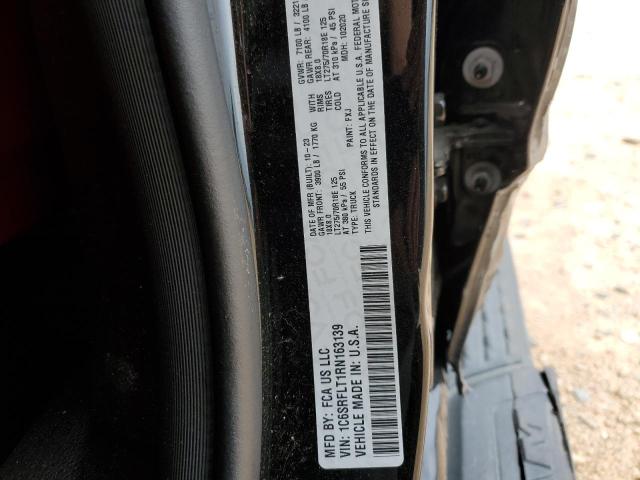 MFD BY: FCA US LLC
DATE OF MFR (BUILT): 10-23
GVWR: 7100 LB /
GAWR FRONT: 3900 LB / 1770 KG WITH GAWR REAR: 4100 LB
18X8.0 RIMS 18X8.0
LT275/70R18E 125 TIRES LT275/70R18E 125
AT 380 kPa / 55 PSI COLD AT 310 kPa / 45 PSI
TYPE: TRUCK PAINT: FXJ MDH: 102020
THIS VEHICLE CONFORMS TO ALL APPLICABLE U.S.A. FEDERAL MOTOR
STANDARDS IN EFFECT ON THE DATE OF MANUFACTURE
VIN: 1C6SRFLT1RN163139
VEHICLE MADE IN: U.S.A.